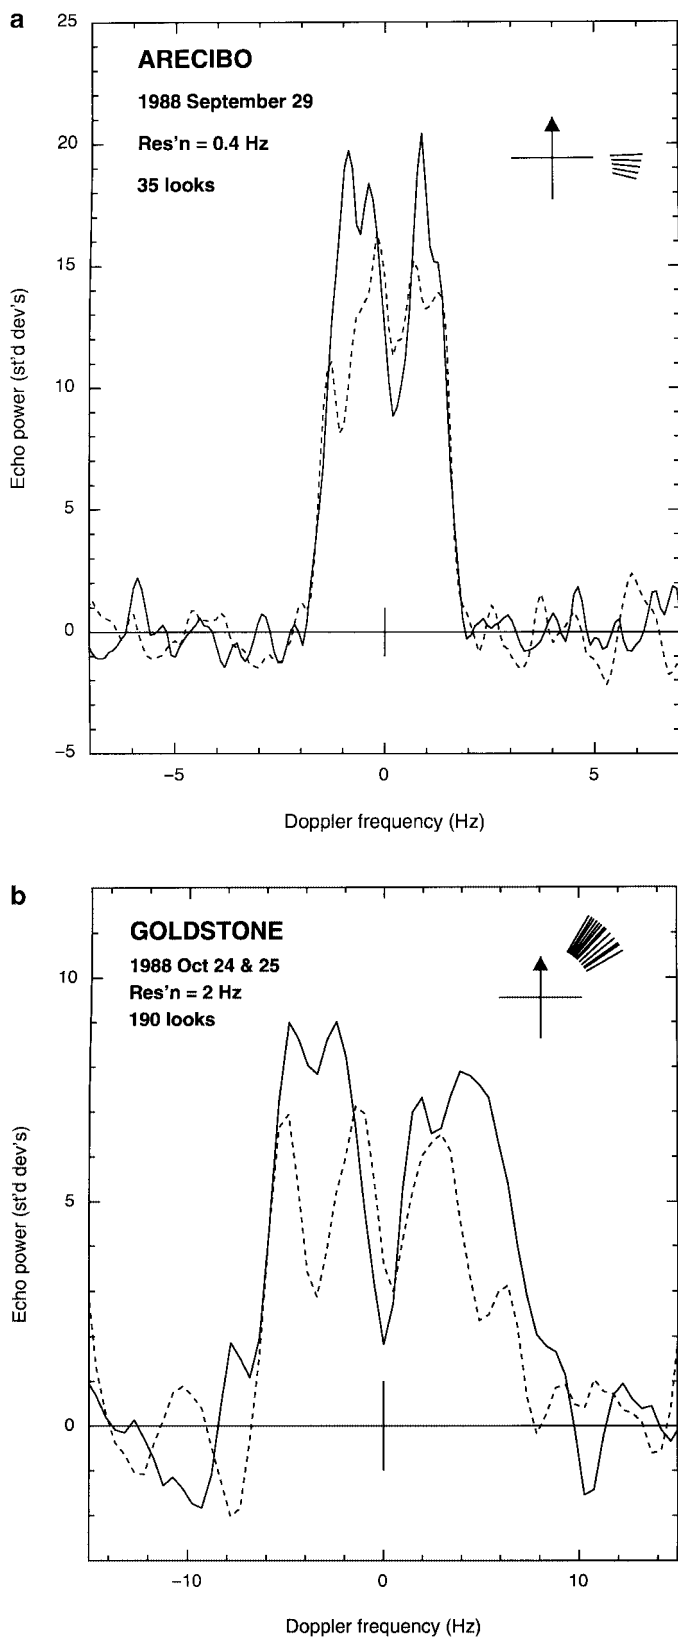 a
25
ARECIBO
1988 September 29
Res'n = 0.4 Hz
35 looks
20
15
10
5
0
−5
Echo power (st'd dev's)
−5 0 5
Doppler frequency (Hz)
b
GOLDSTONE
1988 Oct 24 & 25
Res'n = 2 Hz
190 looks
10
5
0
Echo power (st'd dev's)
−10 0 10
Doppler frequency (Hz)